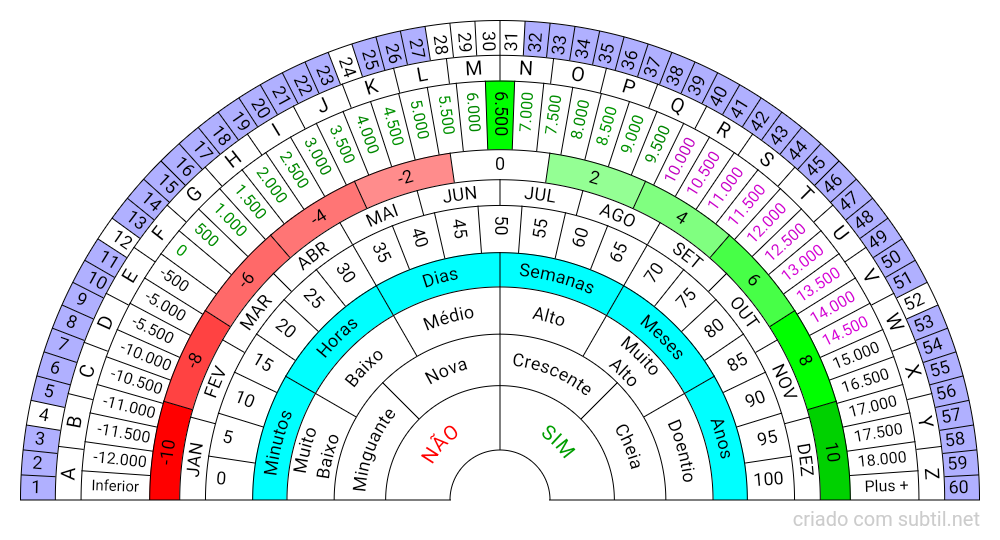 1 2 3 4 5 6 7 8 9 10 11 12 13 14 15 16 17 18 19 20 21 22 23 24 25 26 27 28 29 30 31 32 33 34 35 36 37 38 39 40 41 42 43 44 45 46 47 48 49 50 51 52 53 54 55 56 57 58 59 60
A B C D E F G H I J K L M N O P Q R S T U V W X Y Z
Inferior -12.000 -11.500 -11.000 -10.500 -10.000 -5.500 -5.000 -500 0 500 1.000 1.500 2.000 2.500 3.000 3.500 4.000 4.500 5.000 5.500 6.000 6.500 7.000 7.500 8.000 8.500 9.000 9.500 10.000 10.500 11.000 11.500 12.000 12.500 13.000 13.500 14.000 14.500 15.000 16.500 17.000 17.500 18.000 Plus +
-10 -8 -6 -4 -2 0 2 4 6 8 10
JAN FEV MAR ABR MAI JUN JUL AGO SET OUT NOV DEZ
0 5 10 15 20 25 30 35 40 45 50 55 60 65 70 75 80 85 90 95 100
Minutos Horas Dias Semanas Meses Anos
Muito Baixo Baixo Médio Alto Muito Alto Doentio
Minguante Nova Crescente Cheia
NÃO SIM
criado com subtil.net